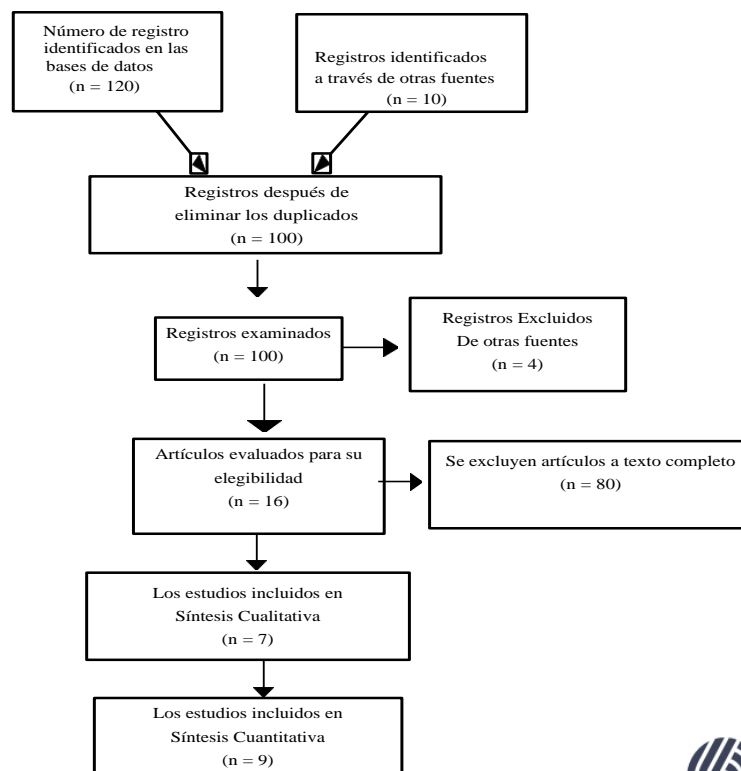 Número de registro
identificados en las
bases de datos
(n = 120)
Registros identificados
a través de otras fuentes
(n = 10)
Registros después de
eliminar los duplicados
(n = 100)
Registros examinados
(n = 100)
Registros Excluidos
De otras fuentes
(n = 4)
Artículos evaluados para su
elegibilidad
(n = 16)
Se excluyen artículos a texto completo
(n = 80)
Los estudios incluidos en
Síntesis Cualitativa
(n = 7)
Los estudios incluidos en
Síntesis Cuantitativa
(n = 9)